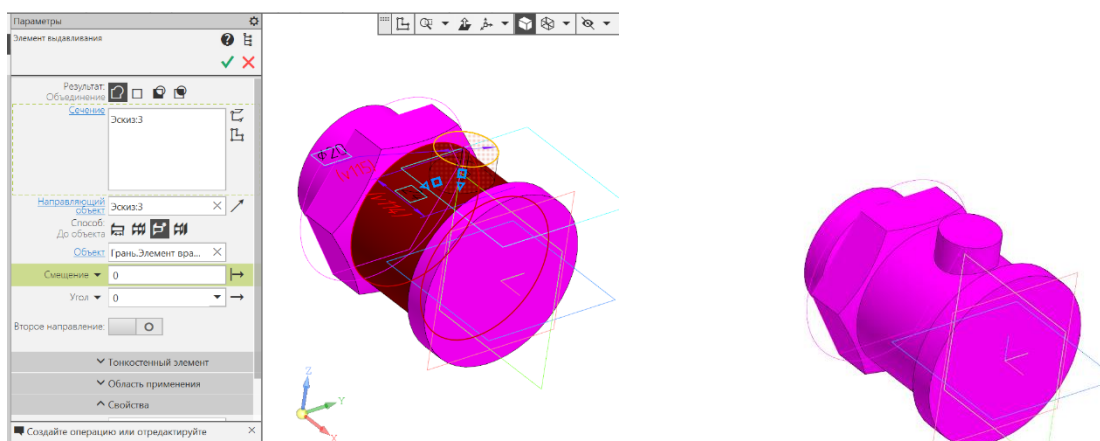 Параметры
Элемент выдавливания
Результат:
Объединение
Сечение
Эскиз:3
Направляющий
объект
Эскиз:3
Способ:
До объекта
Объект
Грань.Элемент вра...
Смещение
0
Угол
0
Второе направление:
Тонкостенный элемент
Область применения
Свойства
Создайте операцию или отредактируйте
Z
Y
X